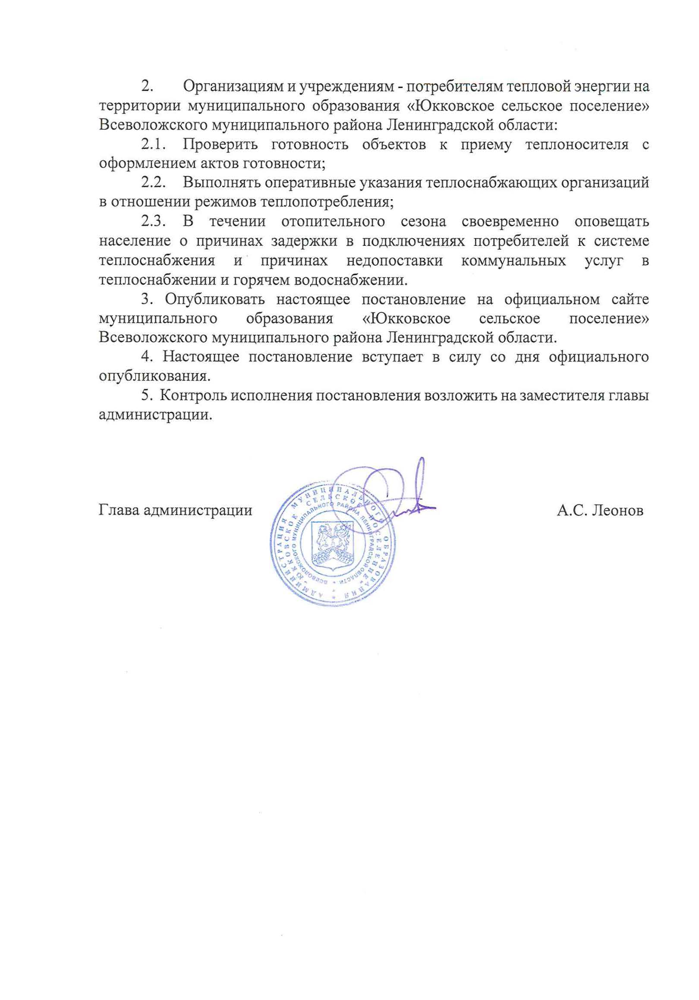 2. Организациям и учреждениям - потребителям тепловой энергии на
территории муниципального образования «Юкковское сельское поселение»
Всеволожского муниципального района Ленинградской области:
2.1. Проверить готовность объектов к приему теплоносителя с
оформлением актов готовности;
2.2. Выполнять оперативные указания теплоснабжающих организаций
в отношении режимов теплопотребления;
2.3. В течении отопительного сезона своевременно оповещать
население о причинах задержки в подключениях потребителей к системе
теплоснабжения и причинах недопоставки коммунальных услуг в
теплоснабжении и горячем водоснабжении.
3. Опубликовать настоящее постановление на официальном сайте
муниципального образования «Юкковское сельское поселение»
Всеволожского муниципального района Ленинградской области.
4. Настоящее постановление вступает в силу со дня официального
опубликования.
5. Контроль исполнения постановления возложить на заместителя главы
администрации.
Глава администрации
А.С. Леонов
АДМИНИСТРАЦИЯ МУНИЦИПАЛЬНОГО ОБРАЗОВАНИЯ
"ЮККОВСКОЕ СЕЛЬСКОЕ ПОСЕЛЕНИЕ"
ВСЕВОЛОЖСКОГО МУНИЦИПАЛЬНОГО РАЙОНА ЛЕНИНГРАДСКОЙ ОБЛАСТИ